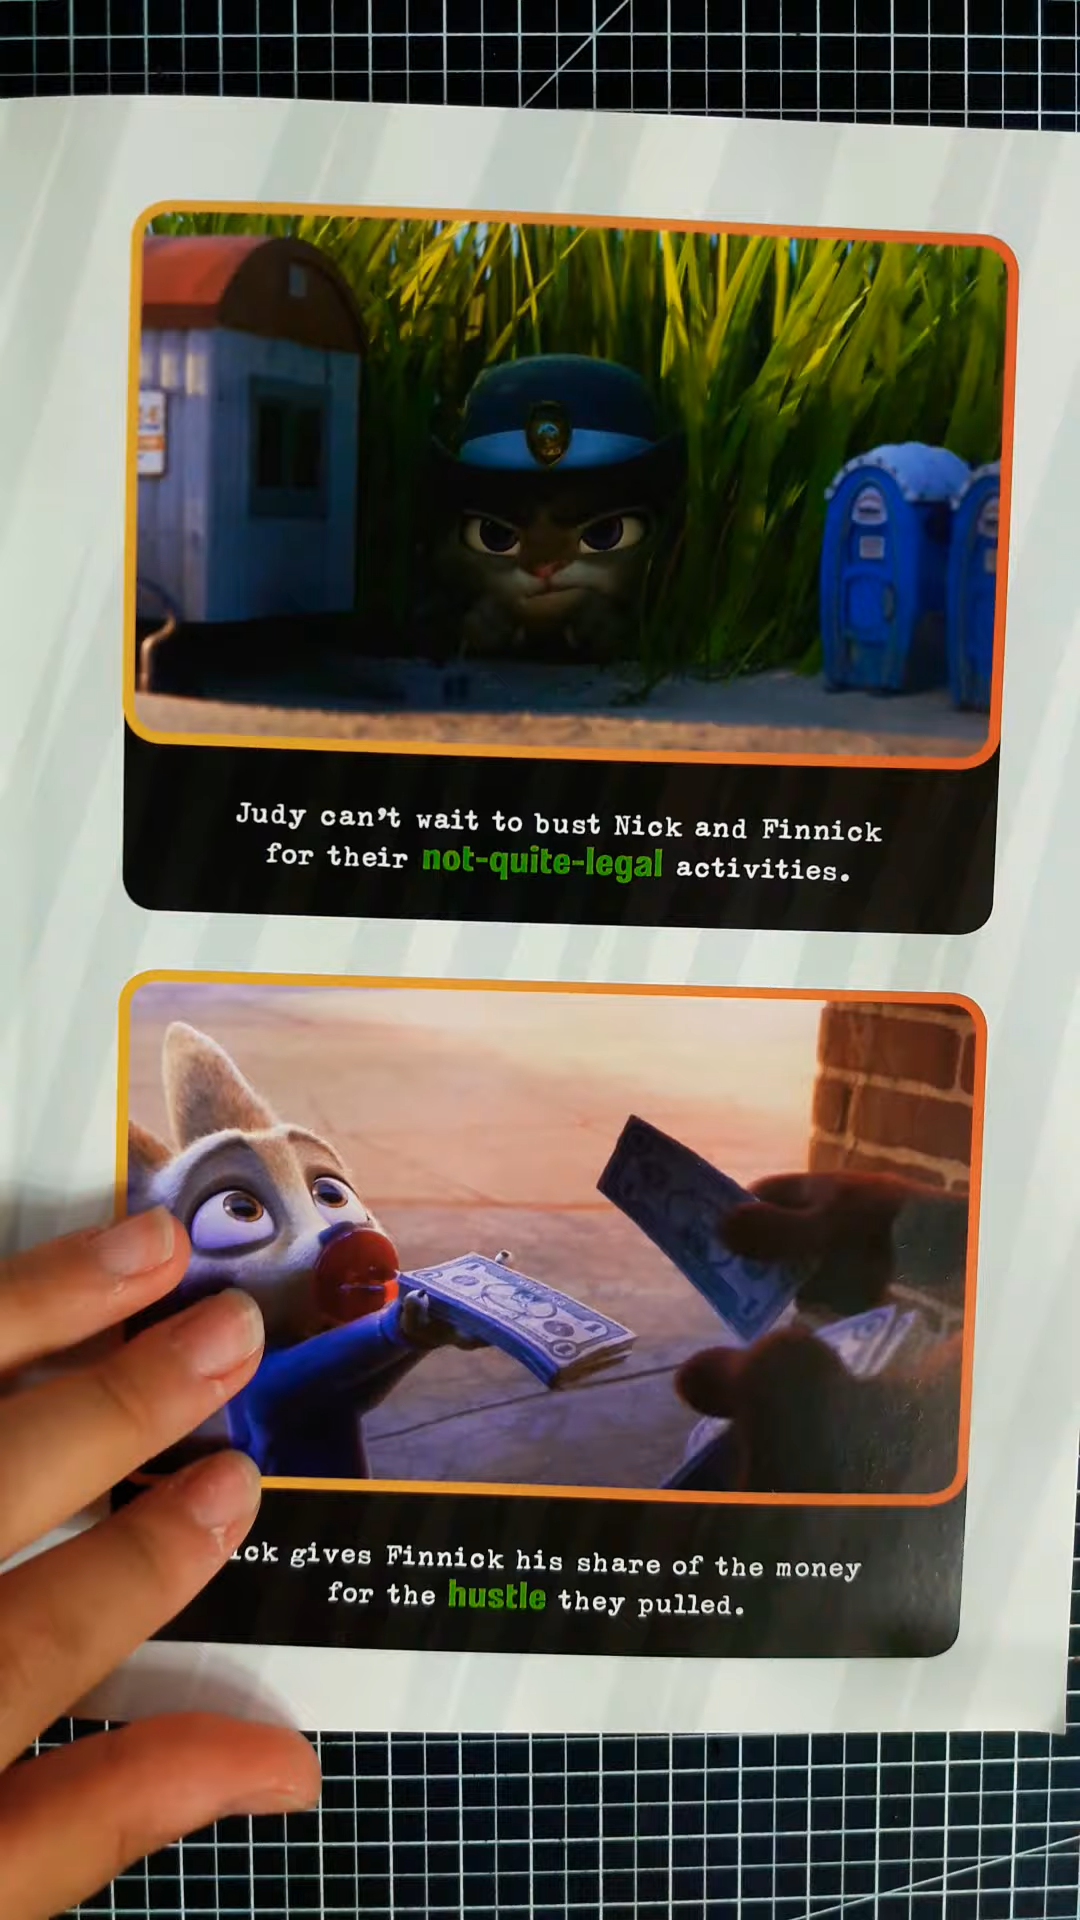 Judy can't wait to bust Nick and Finnick
for their not-quite-legal activities.
gives Finnick his share of the money
for the hustle they pulled.